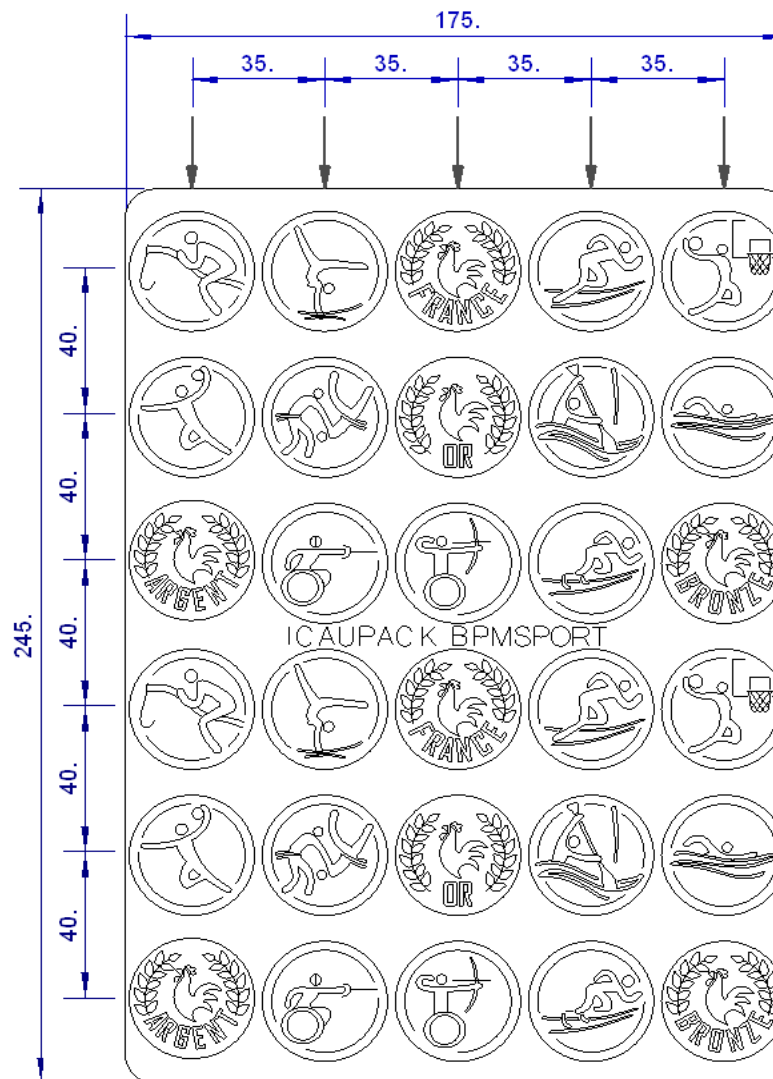 175.
35. 35. 35. 35.
FRANCE
40.
OR
40.
ARGENT BRONZE
40.
245.
ICAUPACK BPMSPORT
FRANCE
40.
OR
40.
ARGENT BRONZE